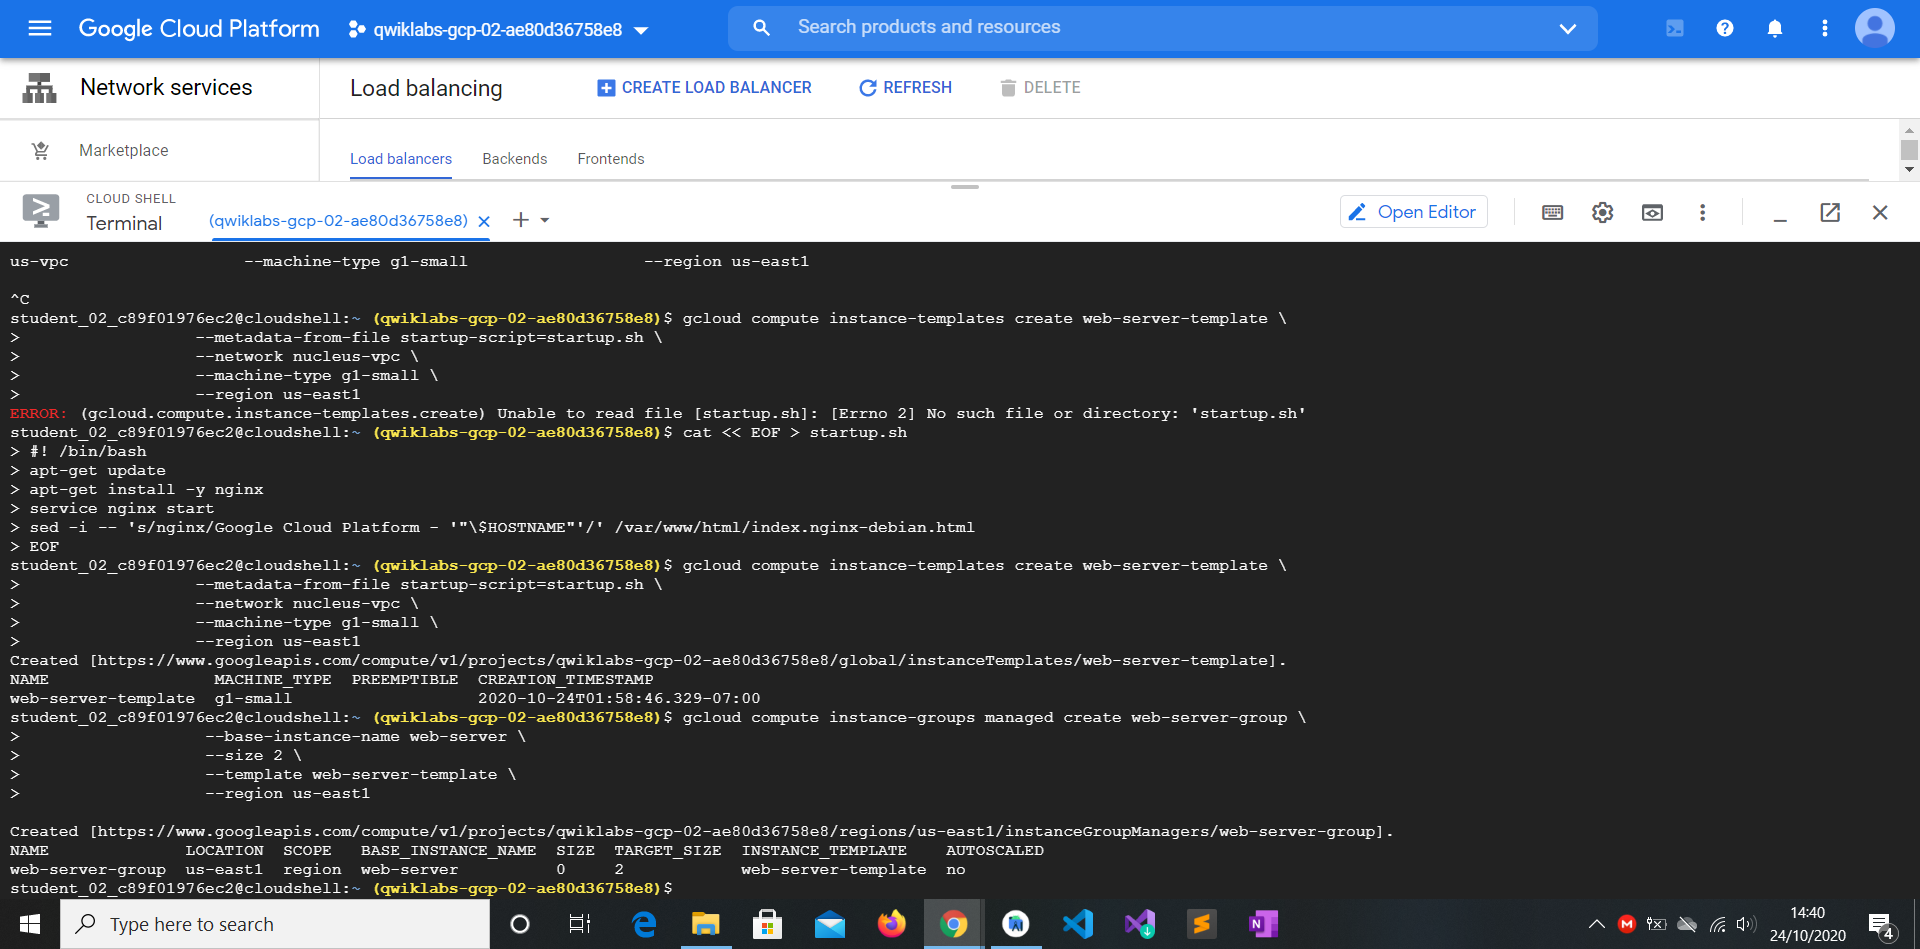 Google Cloud Platform qwiklabs-gcp-02-ae80d36758e8 Search products and resources
Network services Load balancing CREATE LOAD BALANCER REFRESH DELETE
Marketplace Load balancers Backends Frontends
CLOUD SHELL
Terminal (qwiklabs-gcp-02-ae80d36758e8) Open Editor
us-vpc --machine-type g1-small --region us-east1
^C
student_02_c89f01976ec2@cloudshell:~ (qwiklabs-gcp-02-ae80d36758e8)$ gcloud compute instance-templates create web-server-template \
> --metadata-from-file startup-script=startup.sh \
> --network nucleus-vpc \
> --machine-type g1-small \
> --region us-east1
ERROR: (gcloud.compute.instance-templates.create) Unable to read file [startup.sh]: [Errno 2] No such file or directory: 'startup.sh'
student_02_c89f01976ec2@cloudshell:~ (qwiklabs-gcp-02-ae80d36758e8)$ cat << EOF > startup.sh
> #! /bin/bash
> apt-get update
> apt-get install -y nginx
> service nginx start
> sed -i -- 's/nginx/Google Cloud Platform - '"\$HOSTNAME"'/' /var/www/html/index.nginx-debian.html
> EOF
student_02_c89f01976ec2@cloudshell:~ (qwiklabs-gcp-02-ae80d36758e8)$ gcloud compute instance-templates create web-server-template \
> --metadata-from-file startup-script=startup.sh \
> --network nucleus-vpc \
> --machine-type g1-small \
> --region us-east1
Created [https://www.googleapis.com/compute/v1/projects/qwiklabs-gcp-02-ae80d36758e8/global/instanceTemplates/web-server-template].
NAME MACHINE_TYPE PREEMPTIBLE CREATION_TIMESTAMP
web-server-template g1-small 2020-10-24T01:58:46.329-07:00
student_02_c89f01976ec2@cloudshell:~ (qwiklabs-gcp-02-ae80d36758e8)$ gcloud compute instance-groups managed create web-server-group \
> --base-instance-name web-server \
> --size 2 \
> --template web-server-template \
> --region us-east1
Created [https://www.googleapis.com/compute/v1/projects/qwiklabs-gcp-02-ae80d36758e8/regions/us-east1/instanceGroupManagers/web-server-group].
NAME LOCATION SCOPE BASE_INSTANCE_NAME SIZE TARGET_SIZE INSTANCE_TEMPLATE AUTOSCALED
web-server-group us-east1 region web-server 0 2 web-server-template no
student_02_c89f01976ec2@cloudshell:~ (qwiklabs-gcp-02-ae80d36758e8)$
Type here to search 14:40
24/10/2020 4